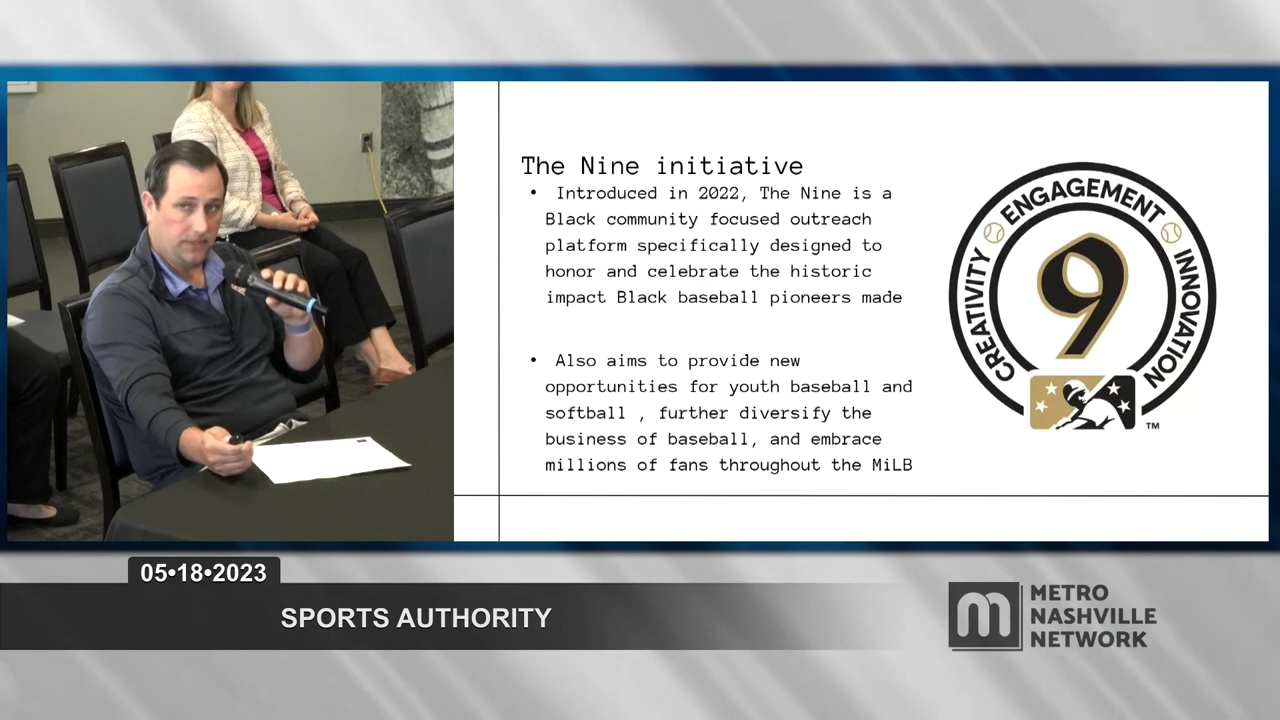 The Nine initiative
• Introduced in 2022, The Nine is a
Black community focused outreach
platform specifically designed to
honor and celebrate the historic
impact Black baseball pioneers made
• Also aims to provide new
opportunities for youth baseball and
softball , further diversify the
business of baseball, and embrace
millions of fans throughout the MiLB
CREATIVITY ENGAGEMENT INNOVATION
9
TM
05•18•2023
SPORTS AUTHORITY
m
METRO
NASHVILLE
NETWORK